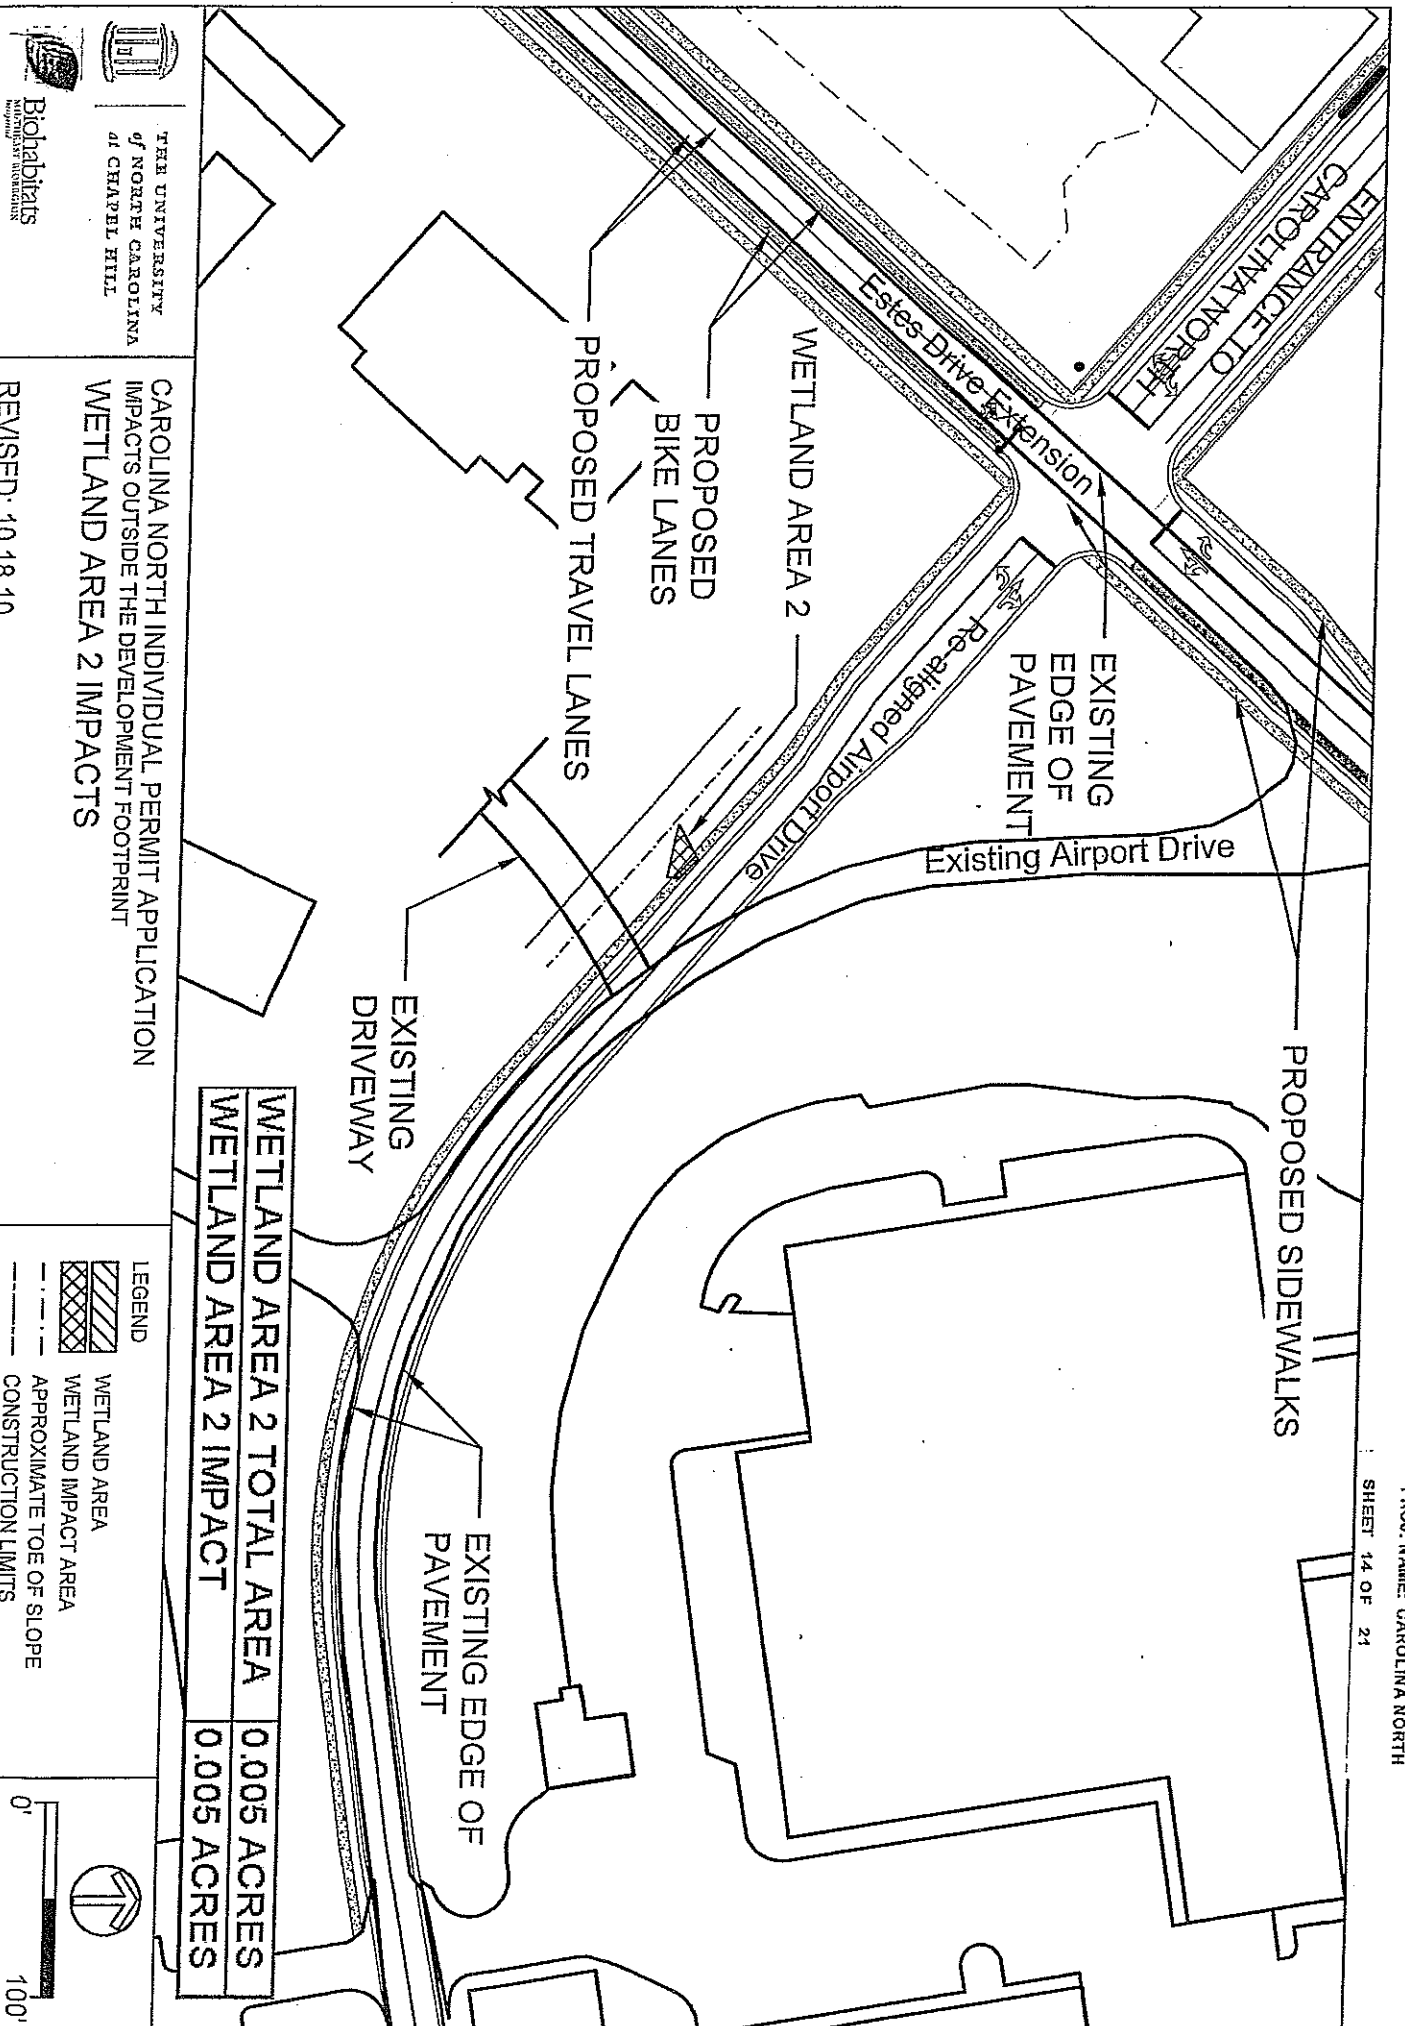 SHEET 14 OF 21
ENTRANCE TO
CAROLINA NORTH
Estes Drive Extension
EXISTING
EDGE OF
PAVEMENT
Existing Airport Drive
Re-aligned Airport Drive
PROPOSED SIDEWALKS
WETLAND AREA 2
PROPOSED
BIKE LANES
PROPOSED TRAVEL LANES
EXISTING
DRIVEWAY
EXISTING EDGE OF
PAVEMENT
WETLAND AREA 2 TOTAL AREA 0.005 ACRES
WETLAND AREA 2 IMPACT 0.005 ACRES
THE UNIVERSITY
of NORTH CAROLINA
at CHAPEL HILL
Biohabitats
CAROLINA NORTH INDIVIDUAL PERMIT APPLICATION
IMPACTS OUTSIDE THE DEVELOPMENT FOOTPRINT
WETLAND AREA 2 IMPACTS
REVISED: 10.18.10
LEGEND
WETLAND AREA
WETLAND IMPACT AREA
APPROXIMATE TOE OF SLOPE
CONSTRUCTION LIMITS
0' 100'